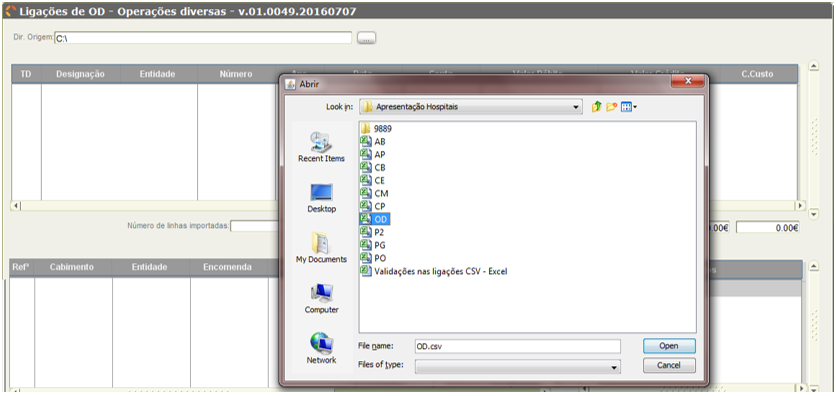 Ligações de OD - Operações diversas - v.01.0049.20160707
Dir. Origem: C:\ ....
TD Designação Entidade Número C.Custo
Abrir
Look in: Apresentação Hospitais
Recent Items
Desktop
My Documents
Computer
Network
9889
AB
AP
CB
CE
CM
CP
OD
P2
PG
PO
Validações nas ligações CSV - Excel
File name: OD.csv Open
Files of type: Cancel
Número de linhas importadas: 0.00€ 0.00€
Refª Cabimento Entidade Encomenda